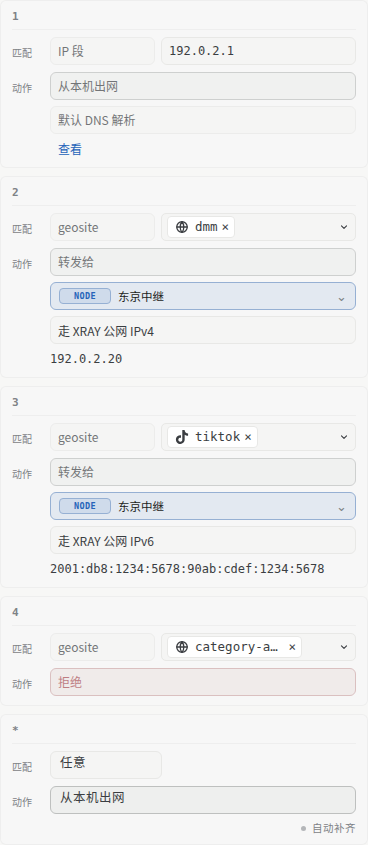 1
匹配 IP 段 192.0.2.1
动作 从本机出网
默认 DNS 解析
查看
2
匹配 geosite dmm ×
动作 转发给
NODE 东京中继
走 XRAY 公网 IPv4
192.0.2.20
3
匹配 geosite tiktok ×
动作 转发给
NODE 东京中继
走 XRAY 公网 IPv6
2001:db8:1234:5678:90ab:cdef:1234:5678
4
匹配 geosite category-a… ×
动作 拒绝
*
匹配 任意
动作 从本机出网
自动补齐